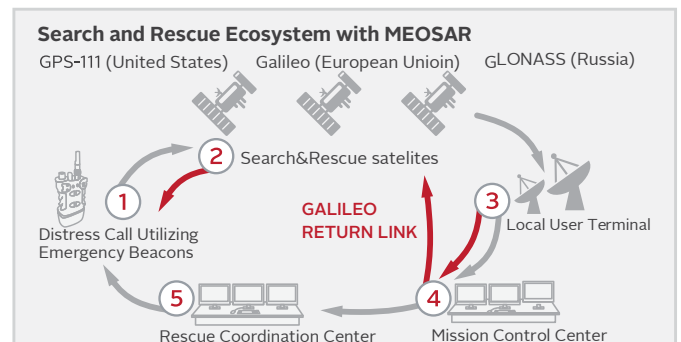 Search and Rescue Ecosystem with MEOSAR
GPS-111 (United States)
Galileo (European Unioin)
GLONASS (Russia)
2
Search&Rescue satelites
1
3
GALILEO
RETURN LINK
Local User Terminal
Distress Call Utilizing
Emergency Beacons
5
4
Rescue Coordination Center
Mission Control Center